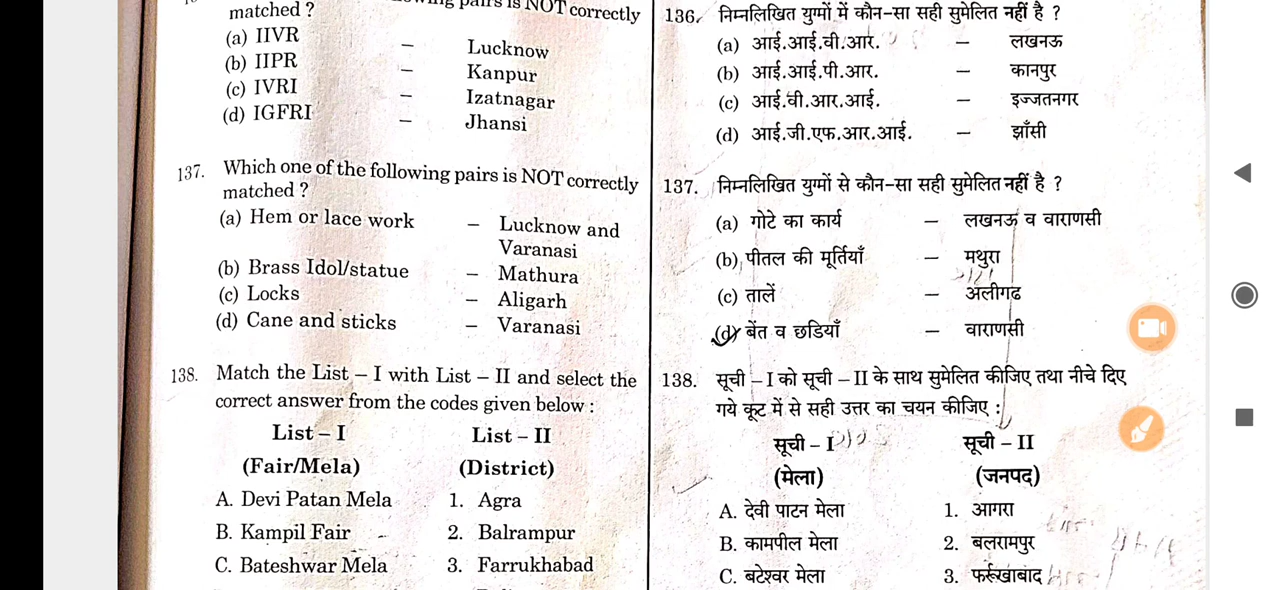 pairs is NOT correctly
matched ?
(a) IIVR – Lucknow
(b) IIPR – Kanpur
(c) IVRI – Izatnagar
(d) IGFRI – Jhansi
137. Which one of the following pairs is NOT correctly
matched ?
(a) Hem or lace work – Lucknow and
Varanasi
(b) Brass Idol/statue – Mathura
(c) Locks – Aligarh
(d) Cane and sticks – Varanasi
138. Match the List – I with List – II and select the
correct answer from the codes given below :
List – I List – II
(Fair/Mela) (District)
A. Devi Patan Mela 1. Agra
B. Kampil Fair 2. Balrampur
C. Bateshwar Mela 3. Farrukhabad
136. निम्नलिखित युग्मों में कौन-सा सही सुमेलित नहीं है ?
(a) आई.आई.वी.आर. – लखनऊ
(b) आई.आई.पी.आर. – कानपुर
(c) आई.वी.आर.आई. – इज्जतनगर
(d) आई.जी.एफ.आर.आई. – झाँसी
137. निम्नलिखित युग्मों से कौन-सा सही सुमेलित नहीं है ?
(a) गोटे का कार्य – लखनऊ व वाराणसी
(b) पीतल की मूर्तियाँ – मथुरा
(c) तालें – अलीगढ
(d) बेंत व छडियाँ – वाराणसी
138. सूची – I को सूची – II के साथ सुमेलित कीजिए तथा नीचे दिए
गये कूट में से सही उत्तर का चयन कीजिए :
सूची – I सूची – II
(मेला) (जनपद)
A. देवी पाटन मेला 1. आगरा
B. कामपील मेला 2. बलरामपुर
C. बटेश्वर मेला 3. फर्रूखाबाद